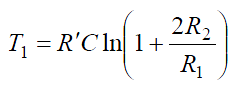 T₁ = R′C ln(1 + 2R₂/R₁)